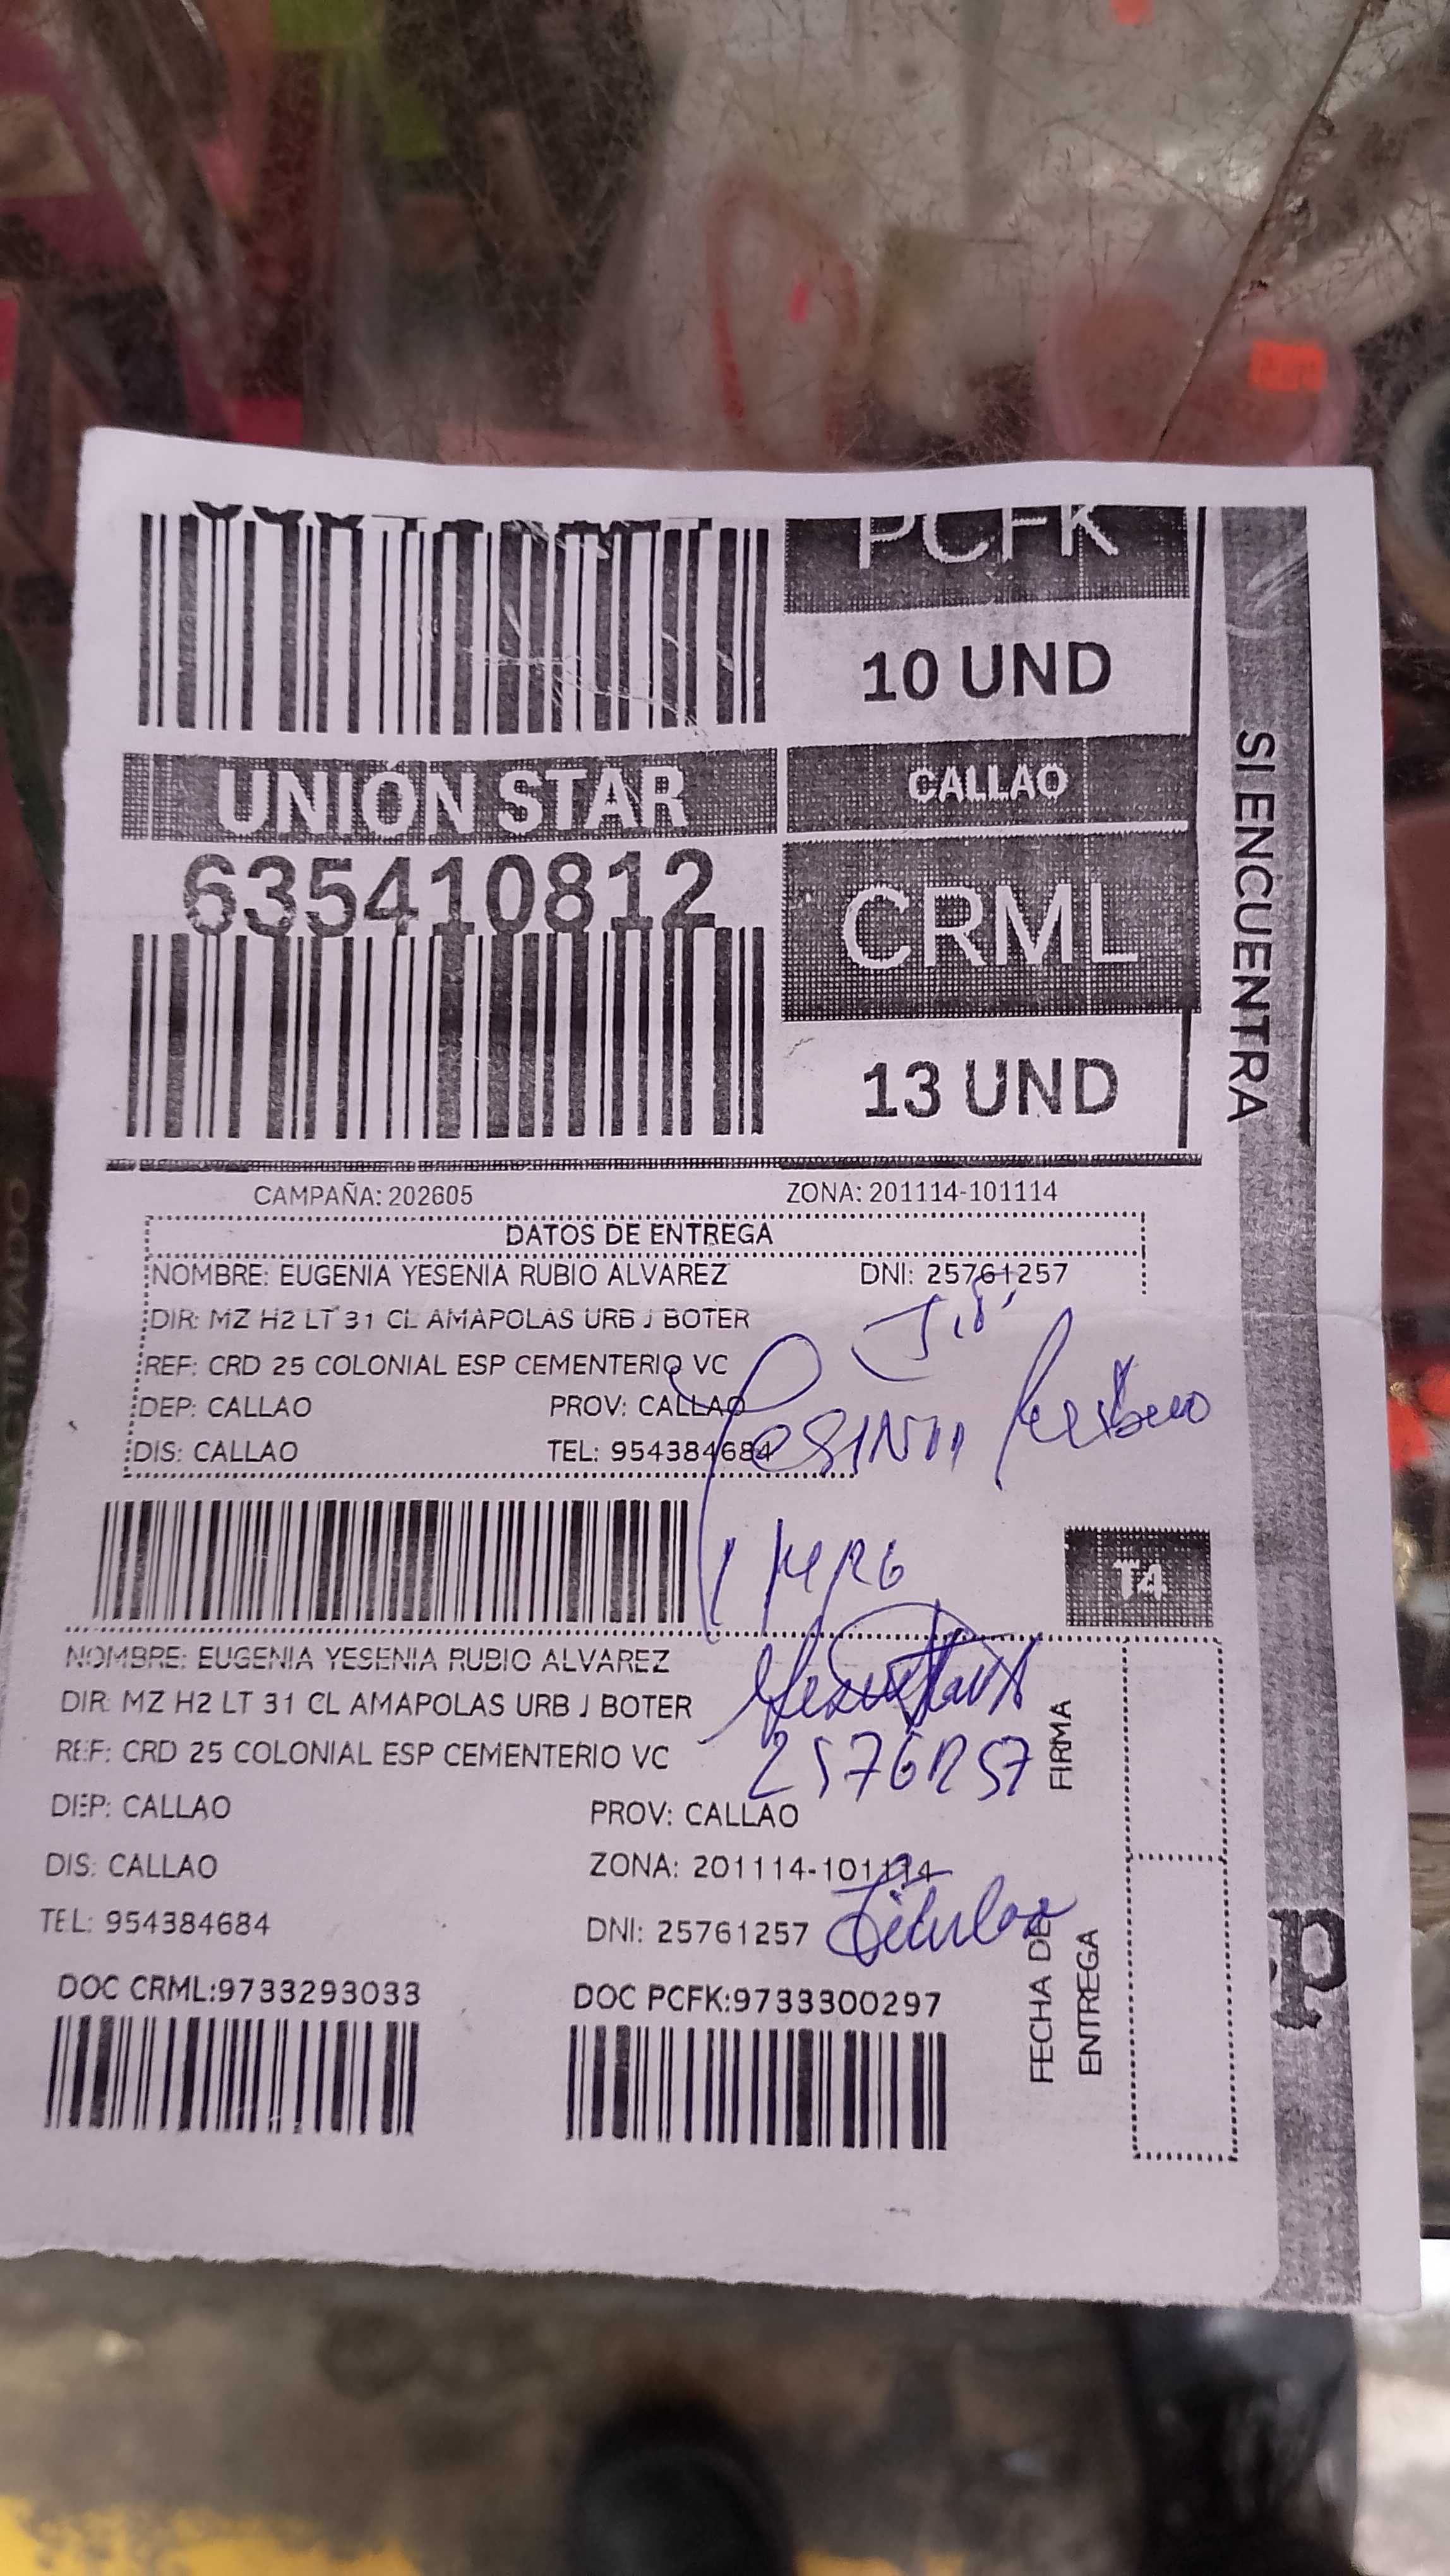 PCFK
10 UND
UNIÓN STAR
CALLAO
635410812
CRML
13 UND
SI ENCUENTRA
CAMPAÑA: 202605
ZONA: 201114-101114
DATOS DE ENTREGA
NOMBRE: EUGENIA YESENIA RUBIO ALVAREZ DNI: 25761257
DIR: MZ H2 LT 31 CL AMAPOLAS URB J BOTER
REF: CRD 25 COLONIAL ESP CEMENTERIO VC
DEP: CALLAO PROV: CALLAO
DIS: CALLAO TEL: 954384684
T4
NOMBRE: EUGENIA YESENIA RUBIO ALVAREZ
DIR: MZ H2 LT 31 CL AMAPOLAS URB J BOTER
REF: CRD 25 COLONIAL ESP CEMENTERIO VC
25761257
FIRMA
DEP: CALLAO PROV: CALLAO
DIS: CALLAO ZONA: 201114-101114
TEL: 954384684 DNI: 25761257 Titular
FECHA DE
ENTREGA
DOC CRML:9733293033 DOC PCFK:9733300297